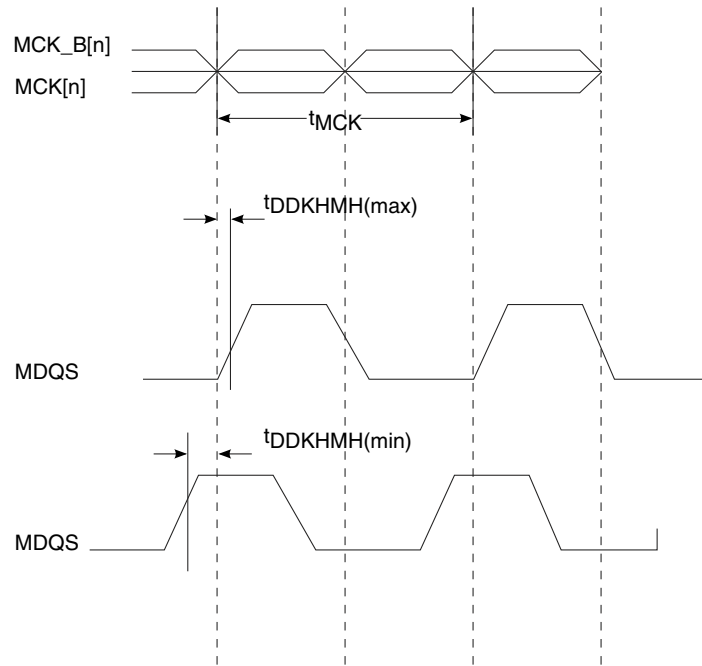 MCK_B[n]
MCK[n]
tMCK
tDDKHMH(max)
MDQS
tDDKHMH(min)
MDQS